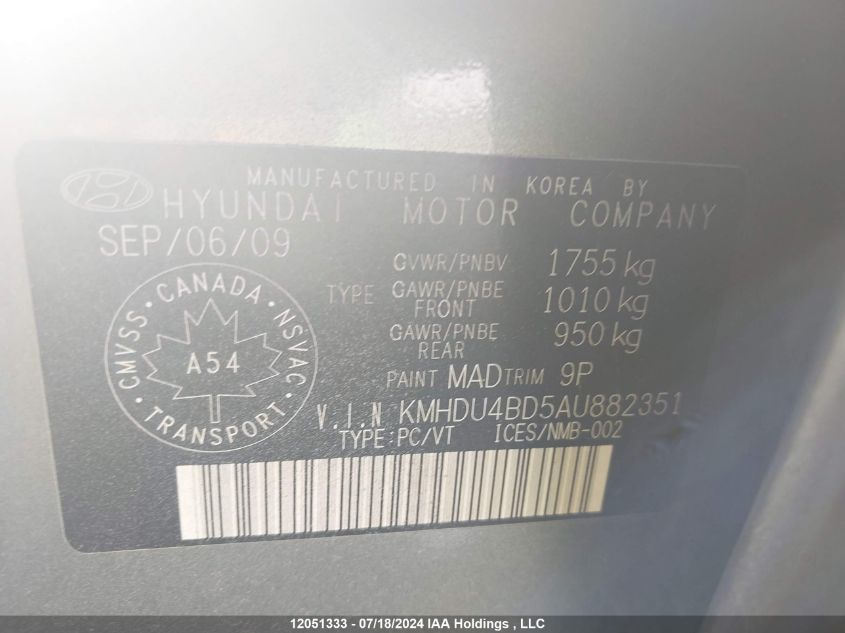 MANUFACTURED IN KOREA BY
HYUNDAI MOTOR COMPANY
SEP/06/09
GVWR/PNBV 1755 kg
TYPE GAWR/PNBE FRONT 1010 kg
GAWR/PNBE REAR 950 kg
PAINT MAD TRIM 9P
V.I.N KMHDU4BD5AU882351
TYPE:PC/VT ICES/NMB-002
CANADA
CMVSS • NSVAC
A54
TRANSPORT
12051333 - 07/18/2024 IAA Holdings , LLC